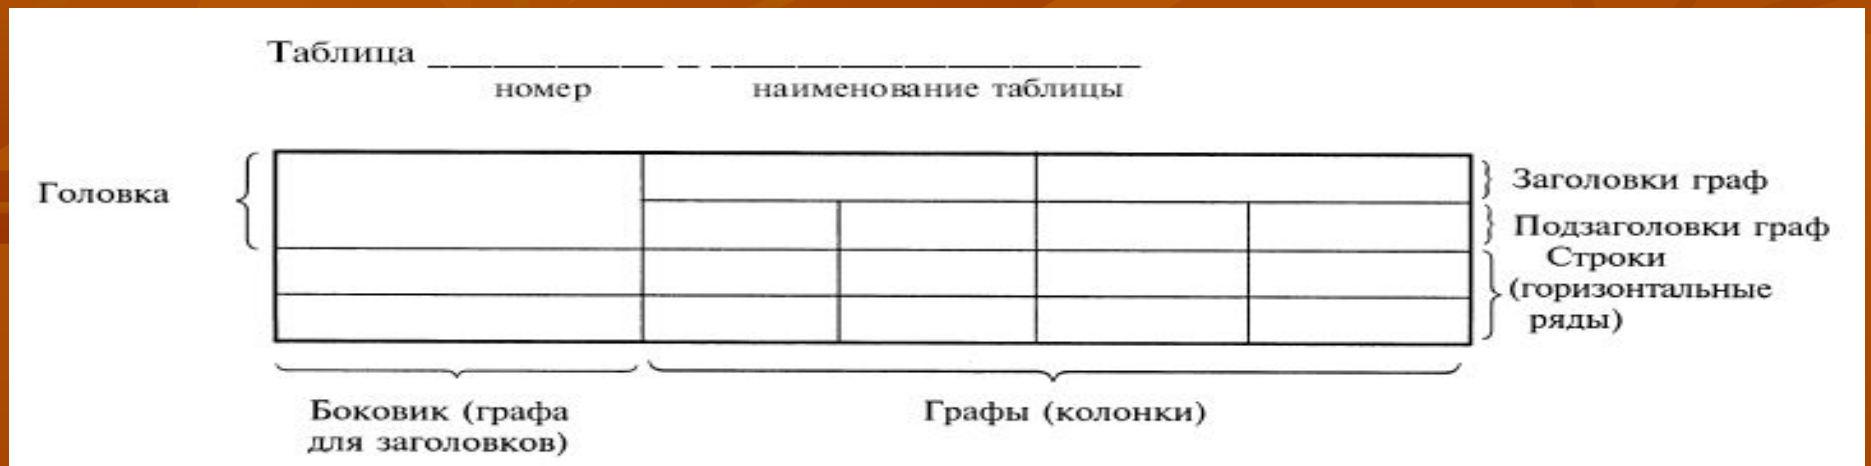 Таблица ___________ _ ____________________
номер наименование таблицы
Головка
Заголовки граф
Подзаголовки граф
Строки
(горизонтальные
ряды)
Боковик (графа
для заголовков)
Графы (колонки)